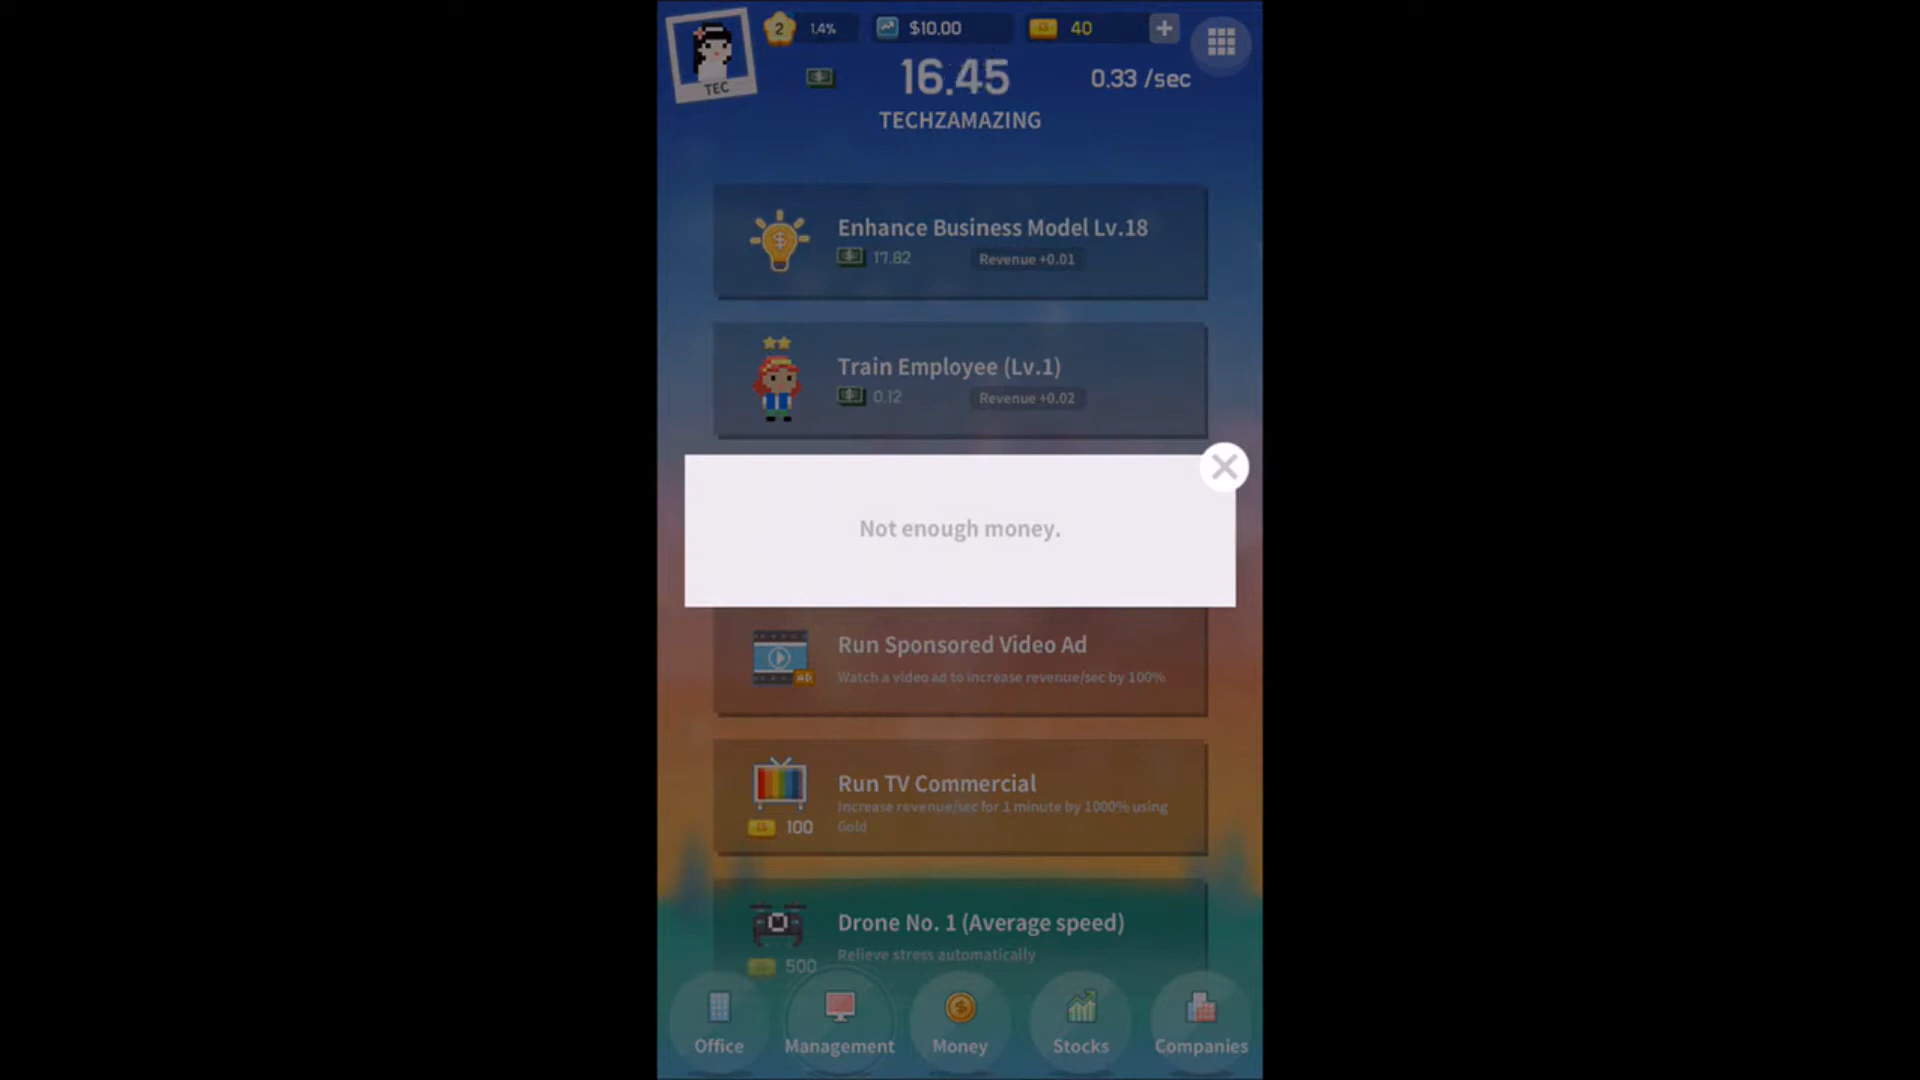 2
1.4%
$10.00
40
TEC
16.45
0.33 /sec
TECHZAMAZING
Enhance Business Model Lv.18
17.82
Revenue +0.01
Train Employee (Lv.1)
0.12
Revenue +0.02
Not enough money.
Run Sponsored Video Ad
AD
Watch a video ad to increase revenue/sec by 100%
Run TV Commercial
Increase revenue/sec for 1 minute by 1000% using
Gold
100
Drone No. 1 (Average speed)
Relieve stress automatically
500
Office
Management
Money
Stocks
Companies